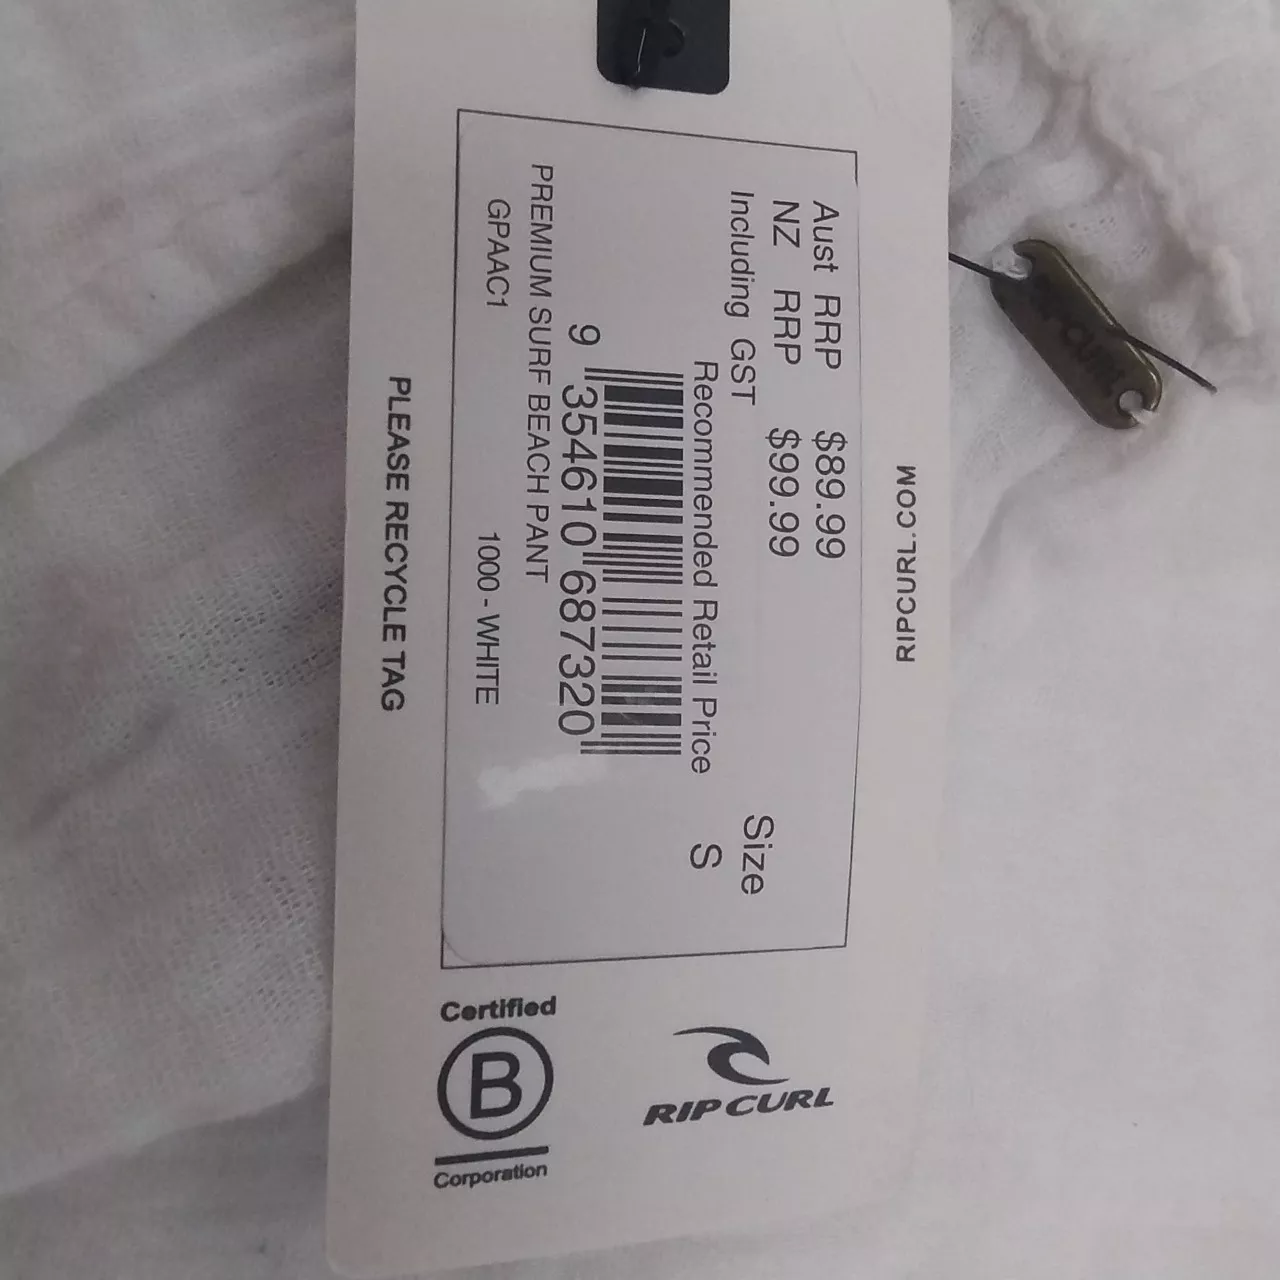 RIPCURL.COM
Aust RRP $89.99
NZ RRP $99.99
Including GST
Size
Recommended Retail Price
S
9 354610 687320
PREMIUM SURF BEACH PANT
GPAAC1 1000 - WHITE
PLEASE RECYCLE TAG
RIP CURL
Certified
B
Corporation